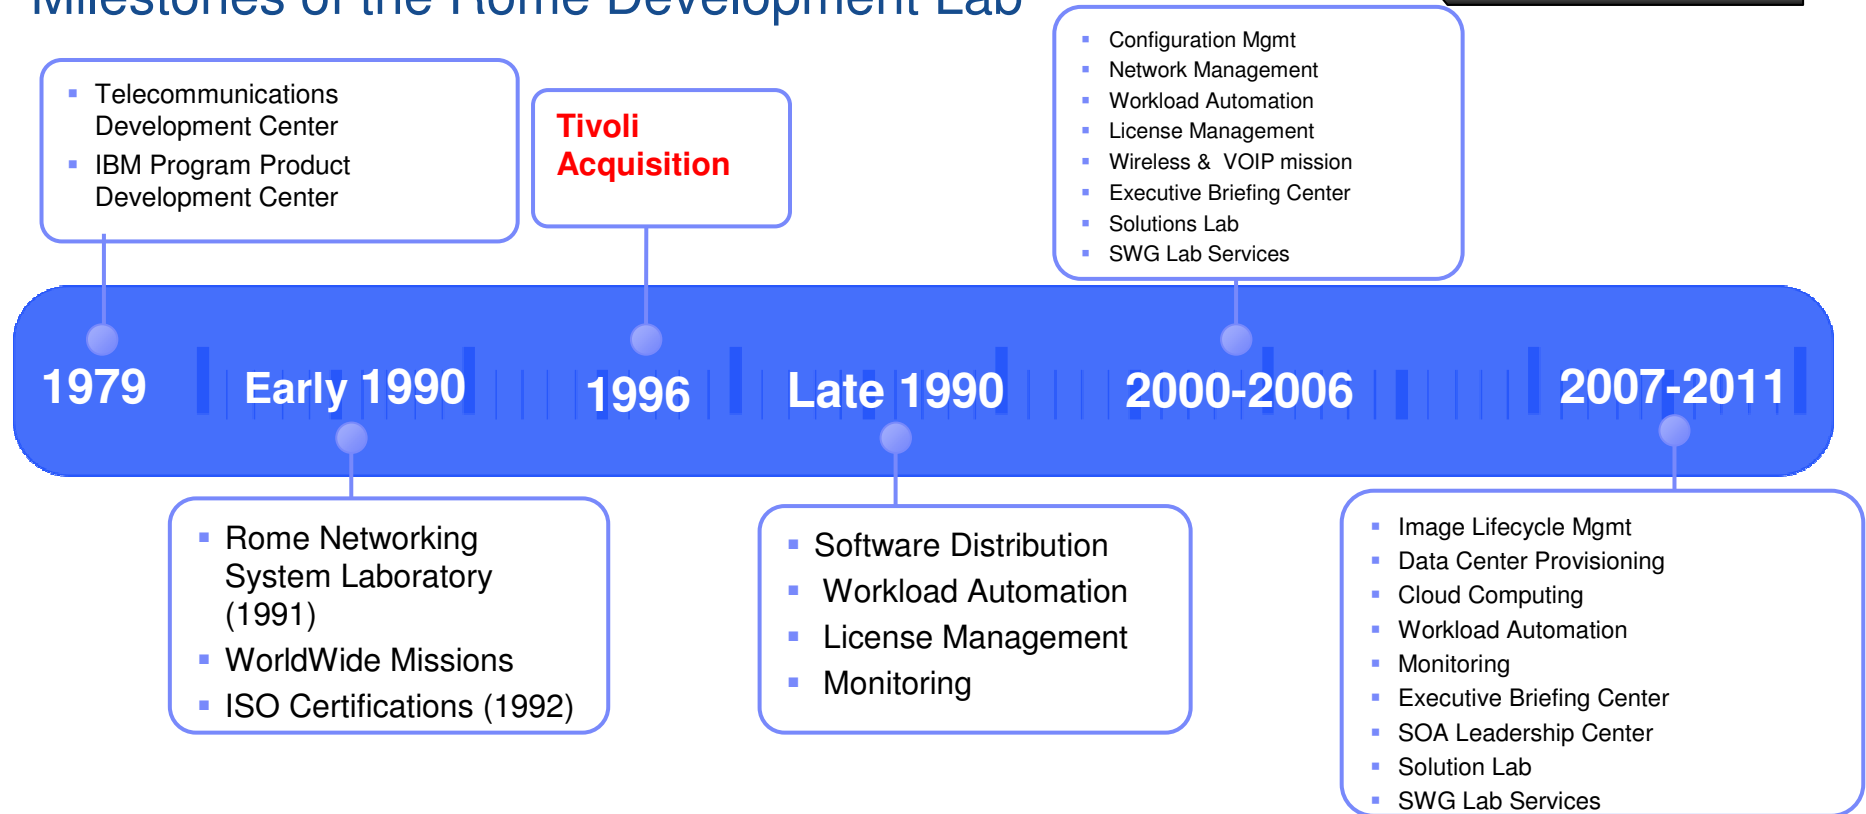 Milestones of the Rome Development Lab
Telecommunications
Development Center
IBM Program Product
Development Center
Tivoli
Acquisition
Configuration Mgmt
Network Management
Workload Automation
License Management
Wireless & VOIP mission
Executive Briefing Center
Solutions Lab
SWG Lab Services
1979
Early 1990
1996
Late 1990
2000-2006
2007-2011
Rome Networking
System Laboratory
(1991)
WorldWide Missions
ISO Certifications (1992)
Software Distribution
Workload Automation
License Management
Monitoring
Image Lifecycle Mgmt
Data Center Provisioning
Cloud Computing
Workload Automation
Monitoring
Executive Briefing Center
SOA Leadership Center
Solution Lab
SWG Lab Services